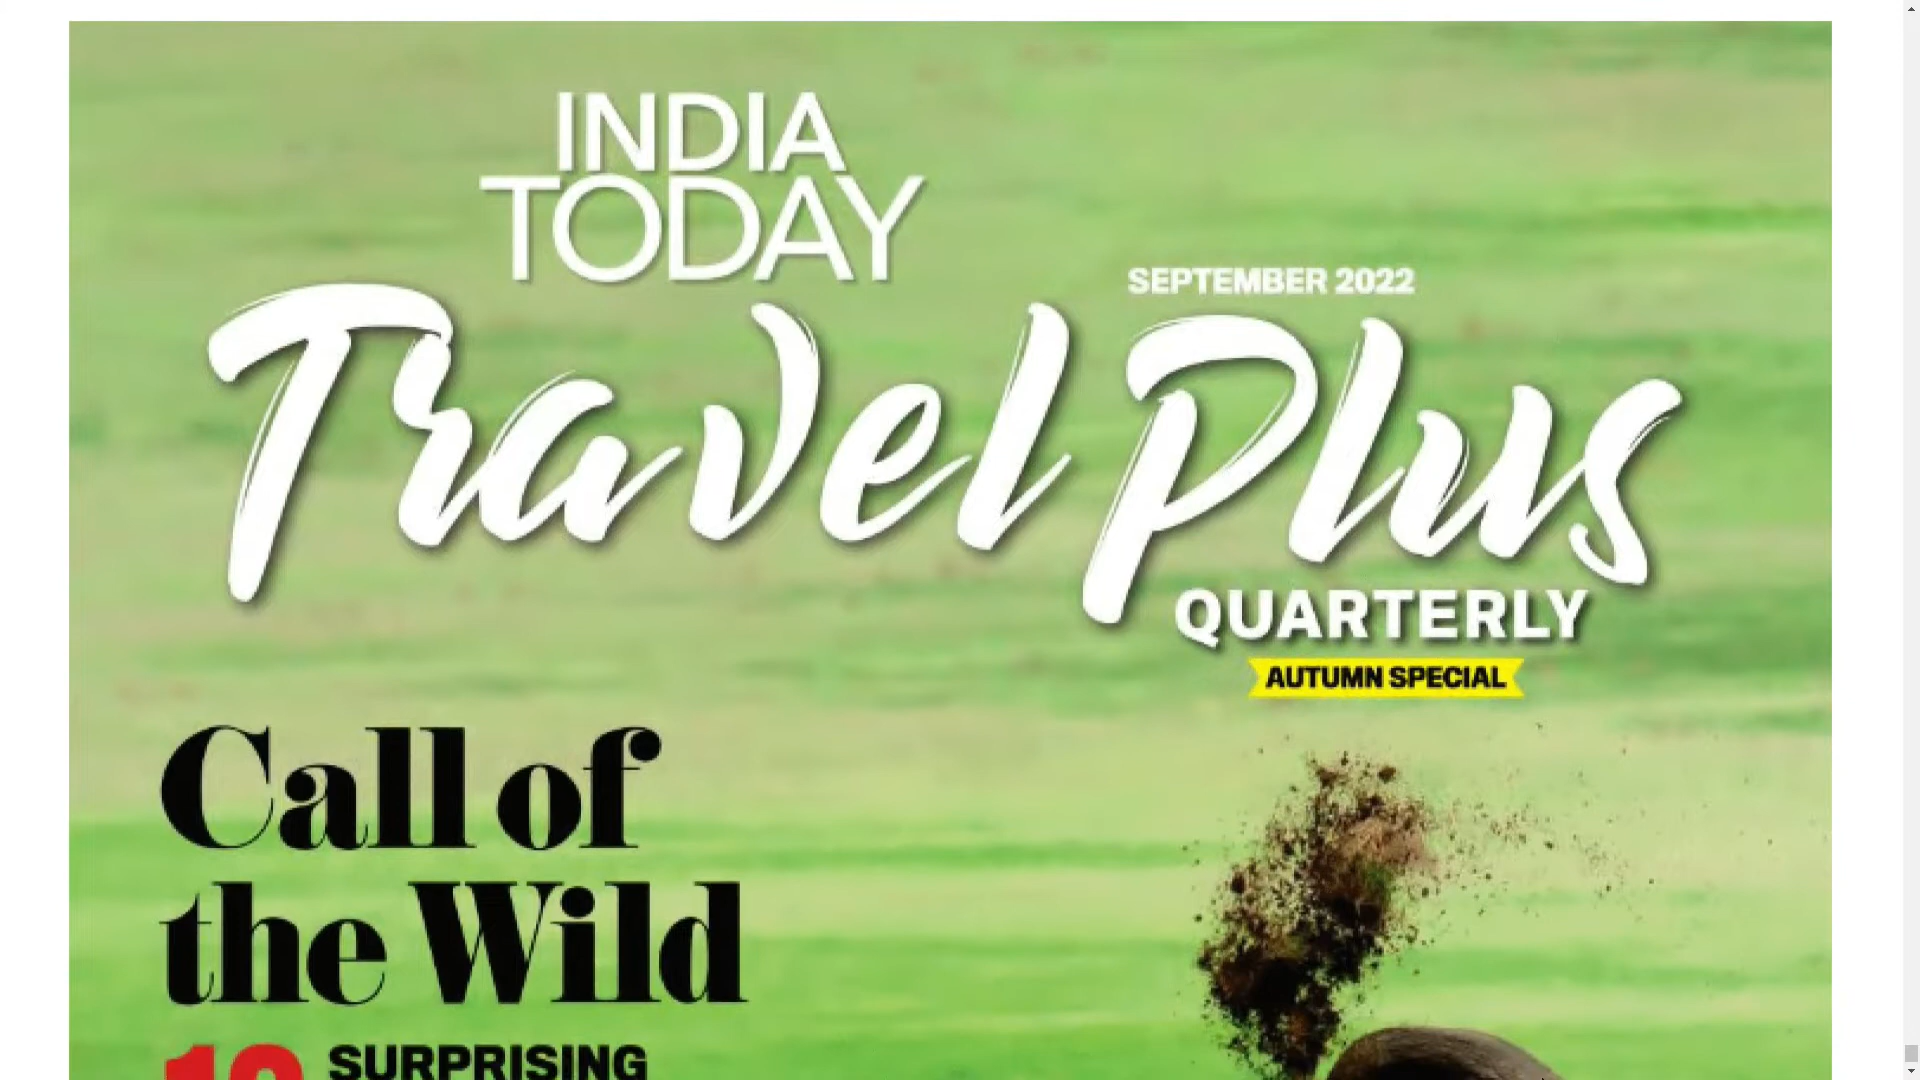 INDIA
TODAY
SEPTEMBER 2022
Travel Plus
QUARTERLY
AUTUMN SPECIAL
Call of
the Wild
SURPRISING